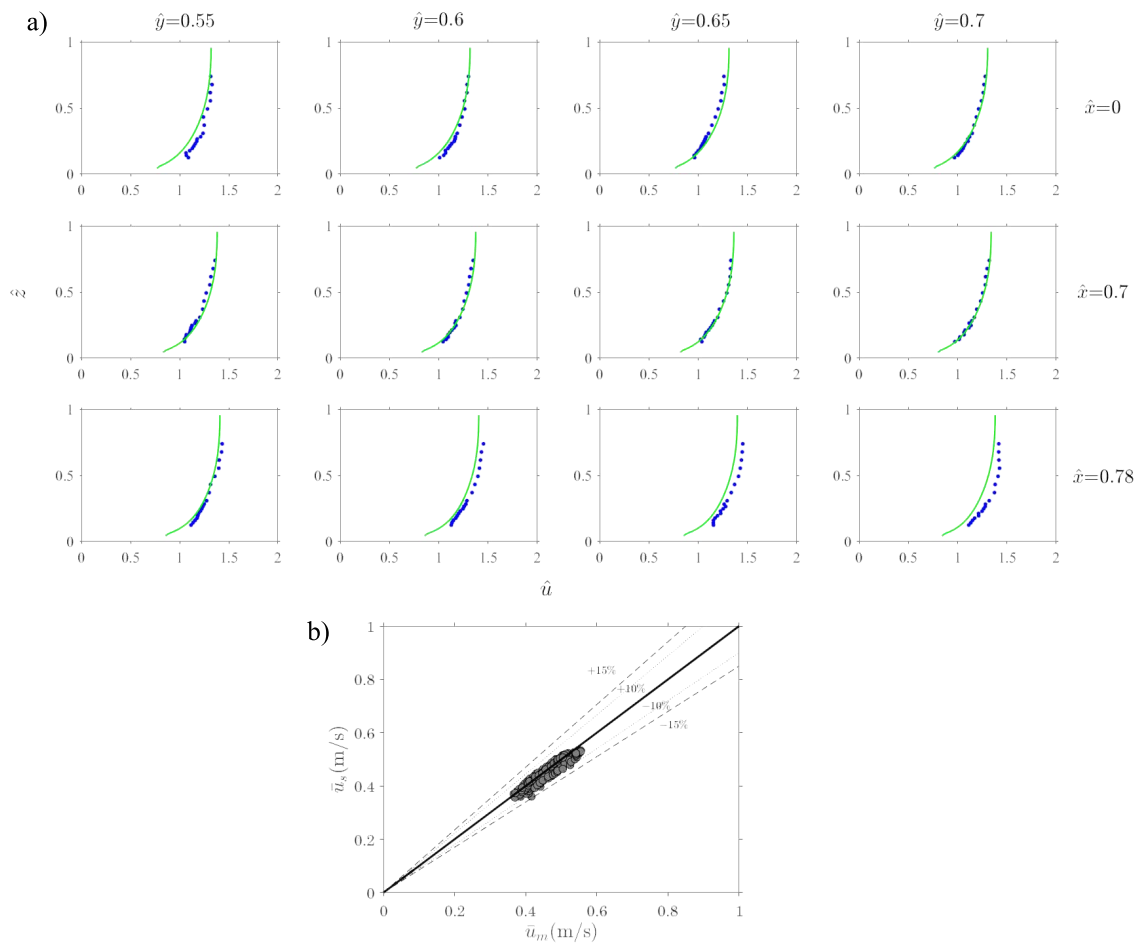 a)
ŷ=0.55 ŷ=0.6 ŷ=0.65 ŷ=0.7
1 1 1 1
0.5 0.5 0.5 0.5 x̂=0
0 0 0 0
0 0.5 1 1.5 2 0 0.5 1 1.5 2 0 0.5 1 1.5 2 0 0.5 1 1.5 2
1 1 1 1
ẑ 0.5 0.5 0.5 0.5 x̂=0.7
0 0 0 0
0 0.5 1 1.5 2 0 0.5 1 1.5 2 0 0.5 1 1.5 2 0 0.5 1 1.5 2
1 1 1 1
0.5 0.5 0.5 0.5 x̂=0.78
0 0 0 0
0 0.5 1 1.5 2 0 0.5 1 1.5 2 0 0.5 1 1.5 2 0 0.5 1 1.5 2
û
b)
1
+15%
0.8
+10%
−10%
−15%
0.6
ū_s(m/s)
0.4
0.2
0
0 0.2 0.4 0.6 0.8 1
ū_m(m/s)